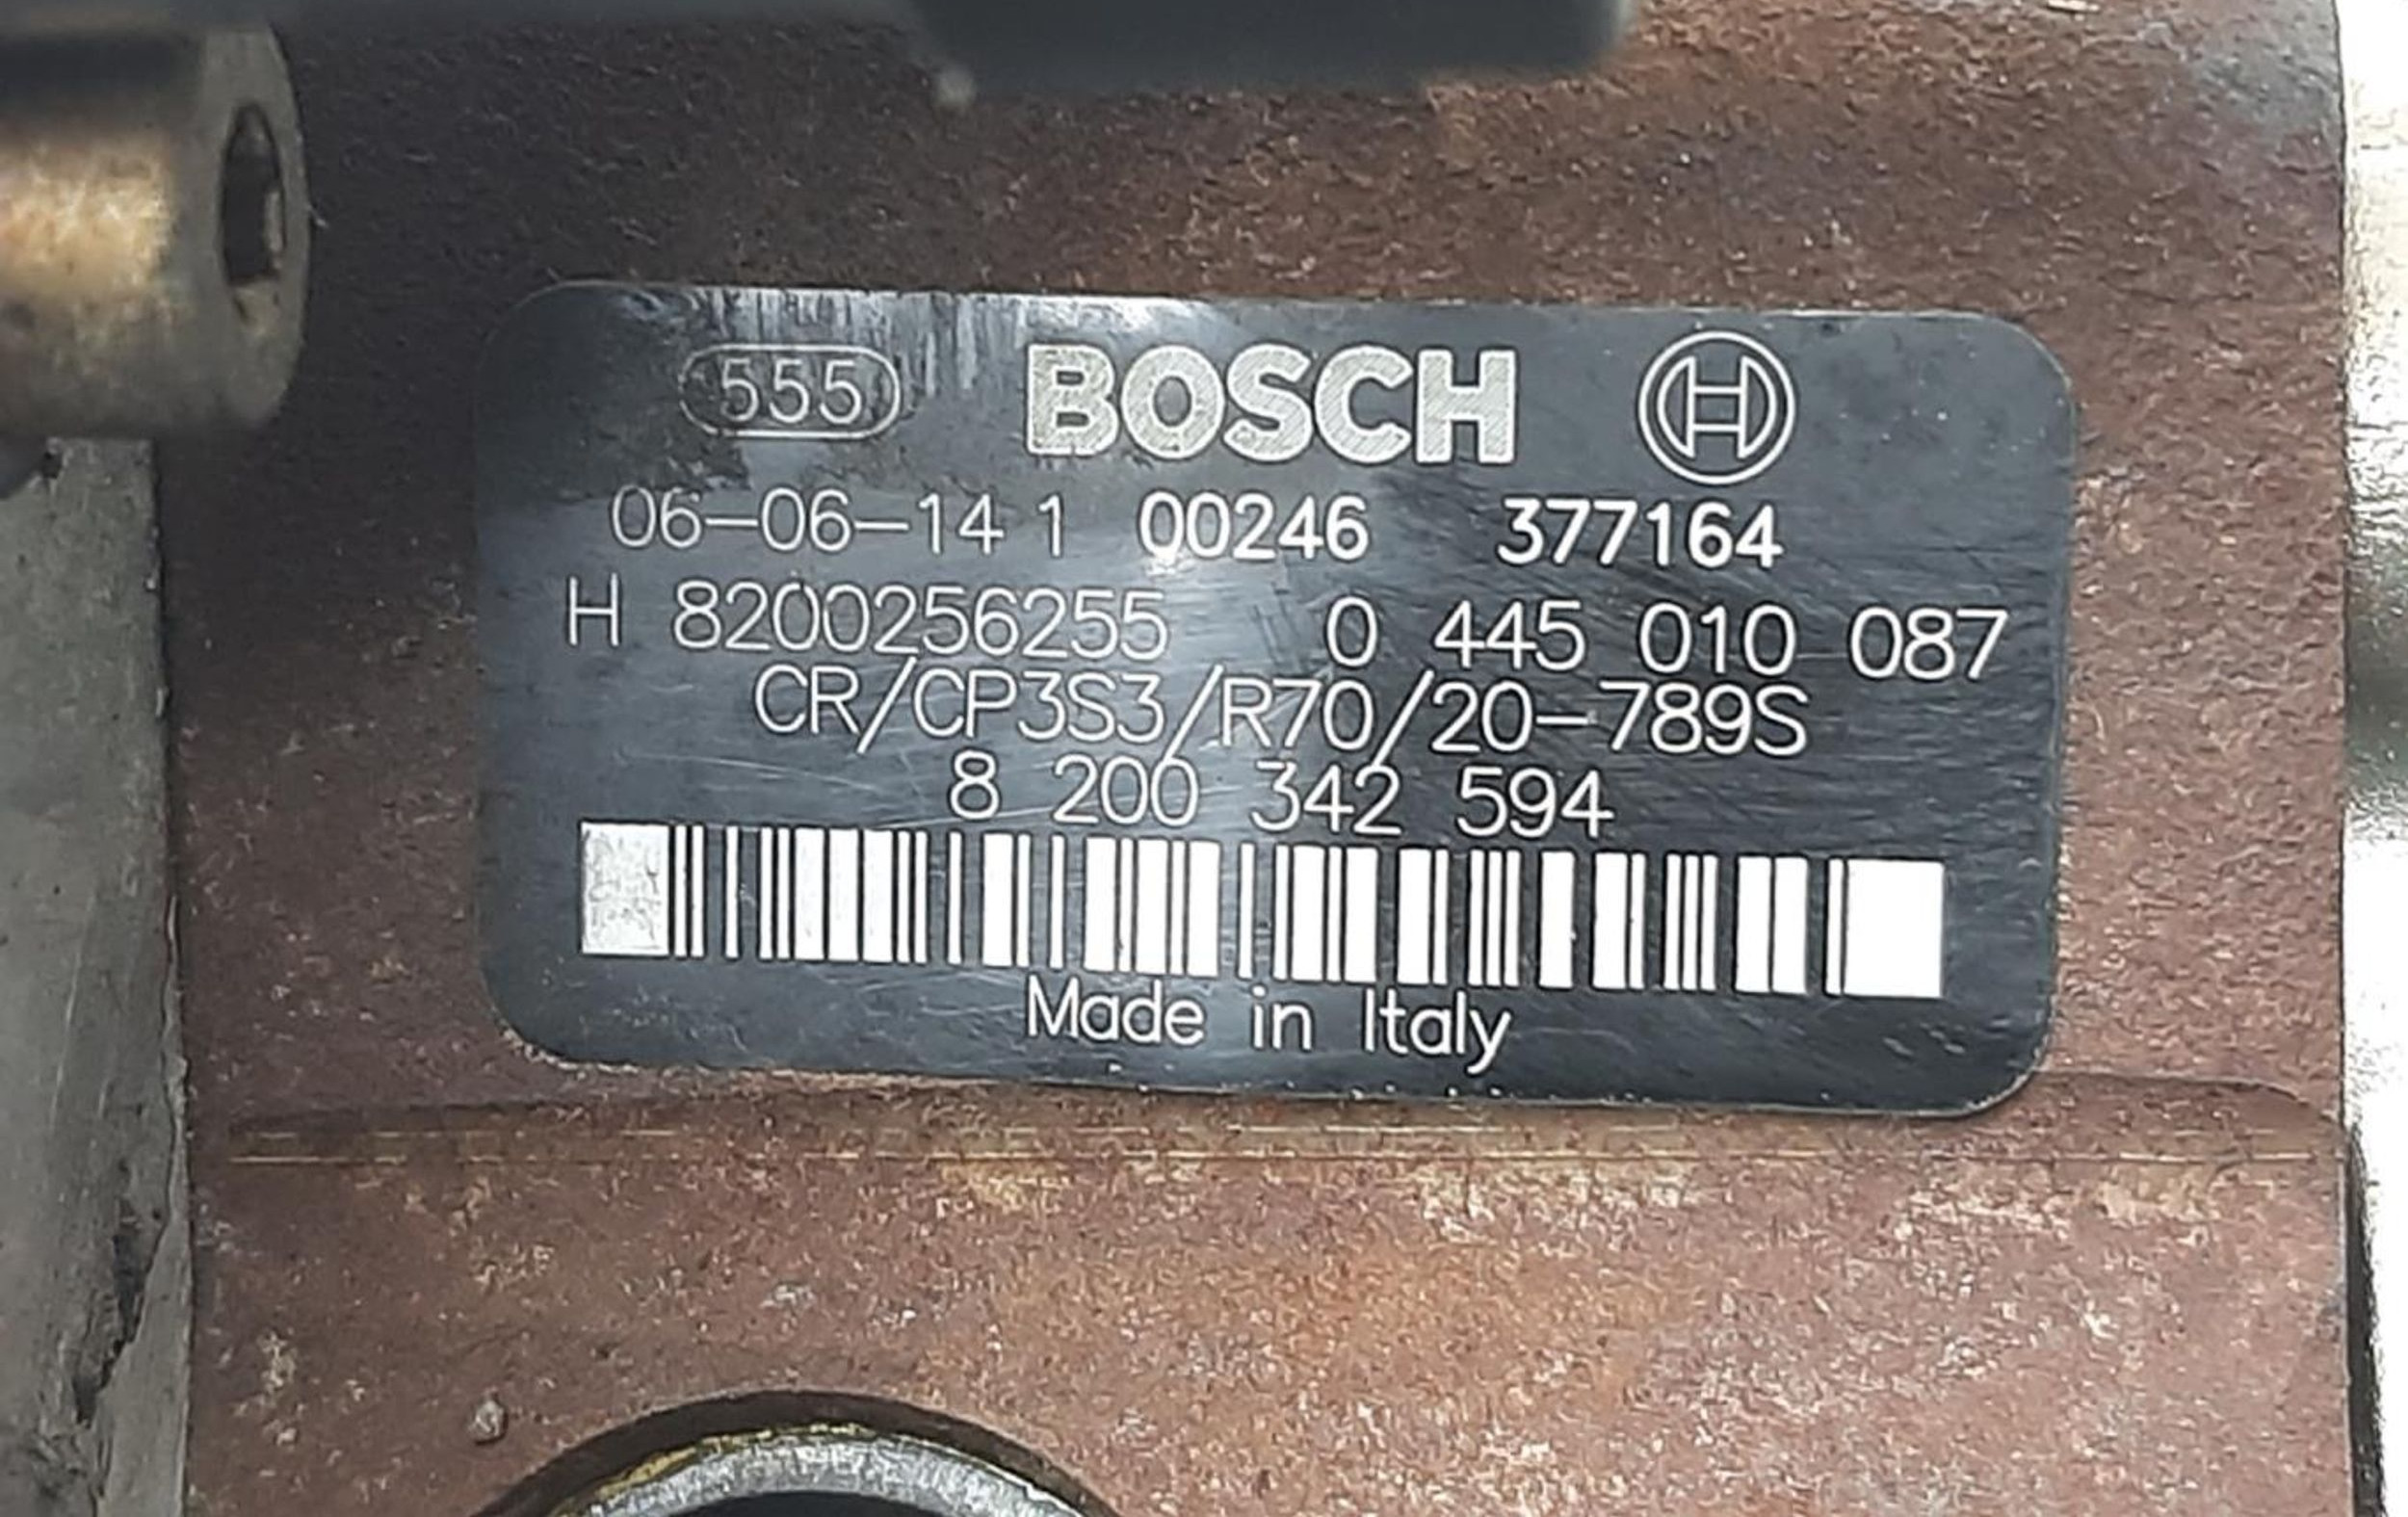 555 BOSCH
06-06-14 1 00246 377164
H 8200256255 0 445 010 087
CR/CP3S3/R70/20-789S
8 200 342 594
Made in Italy